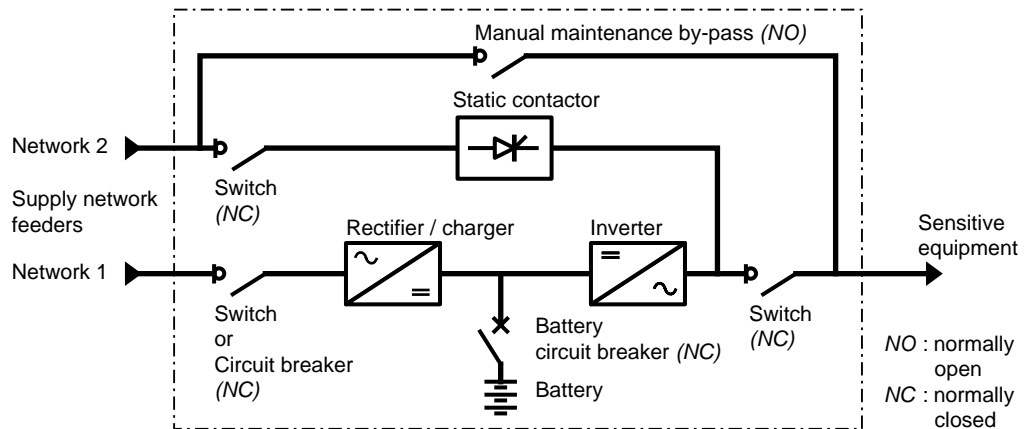 Manual maintenance by-pass (NO)
Static contactor
Network 2
Switch
(NC)
Supply network
feeders
Rectifier / charger
Inverter
Sensitive
equipment
Network 1
Switch
or
Circuit breaker
(NC)
Battery
circuit breaker (NC)
Battery
Switch
(NC)
NO : normally
open
NC : normally
closed